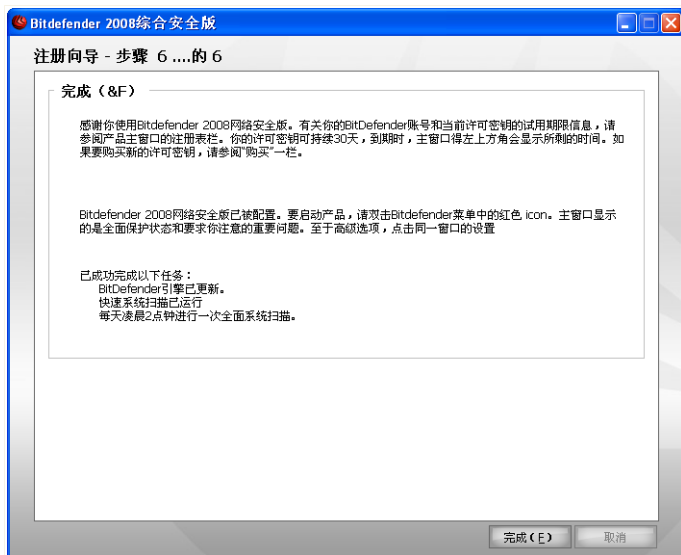 Bitdefender 2008综合安全版
注册向导 - 步骤 6 ....的 6
完成（&F）
感谢你使用Bitdefender 2008网络安全版。有关你的BitDefender账号和当前许可密钥的试用期限信息，请
参阅产品主窗口的注册表栏。你的许可密钥可持续30天，到期时，主窗口得左上方角会显示所剩的时间。如
果要购买新的许可密钥，请参阅“购买”一栏。
Bitdefender 2008网络安全版已被配置。要启动产品，请双击Bitdefender菜单中的红色 icon。主窗口显示
的是全面保护状态和要求你注意的重要问题。至于高级选项，点击同一窗口的设置
已成功完成以下任务：
BitDefender引擎已更新。
快速系统扫描已运行
每天凌晨2点钟进行一次全面系统扫描。
完成(F) 取消